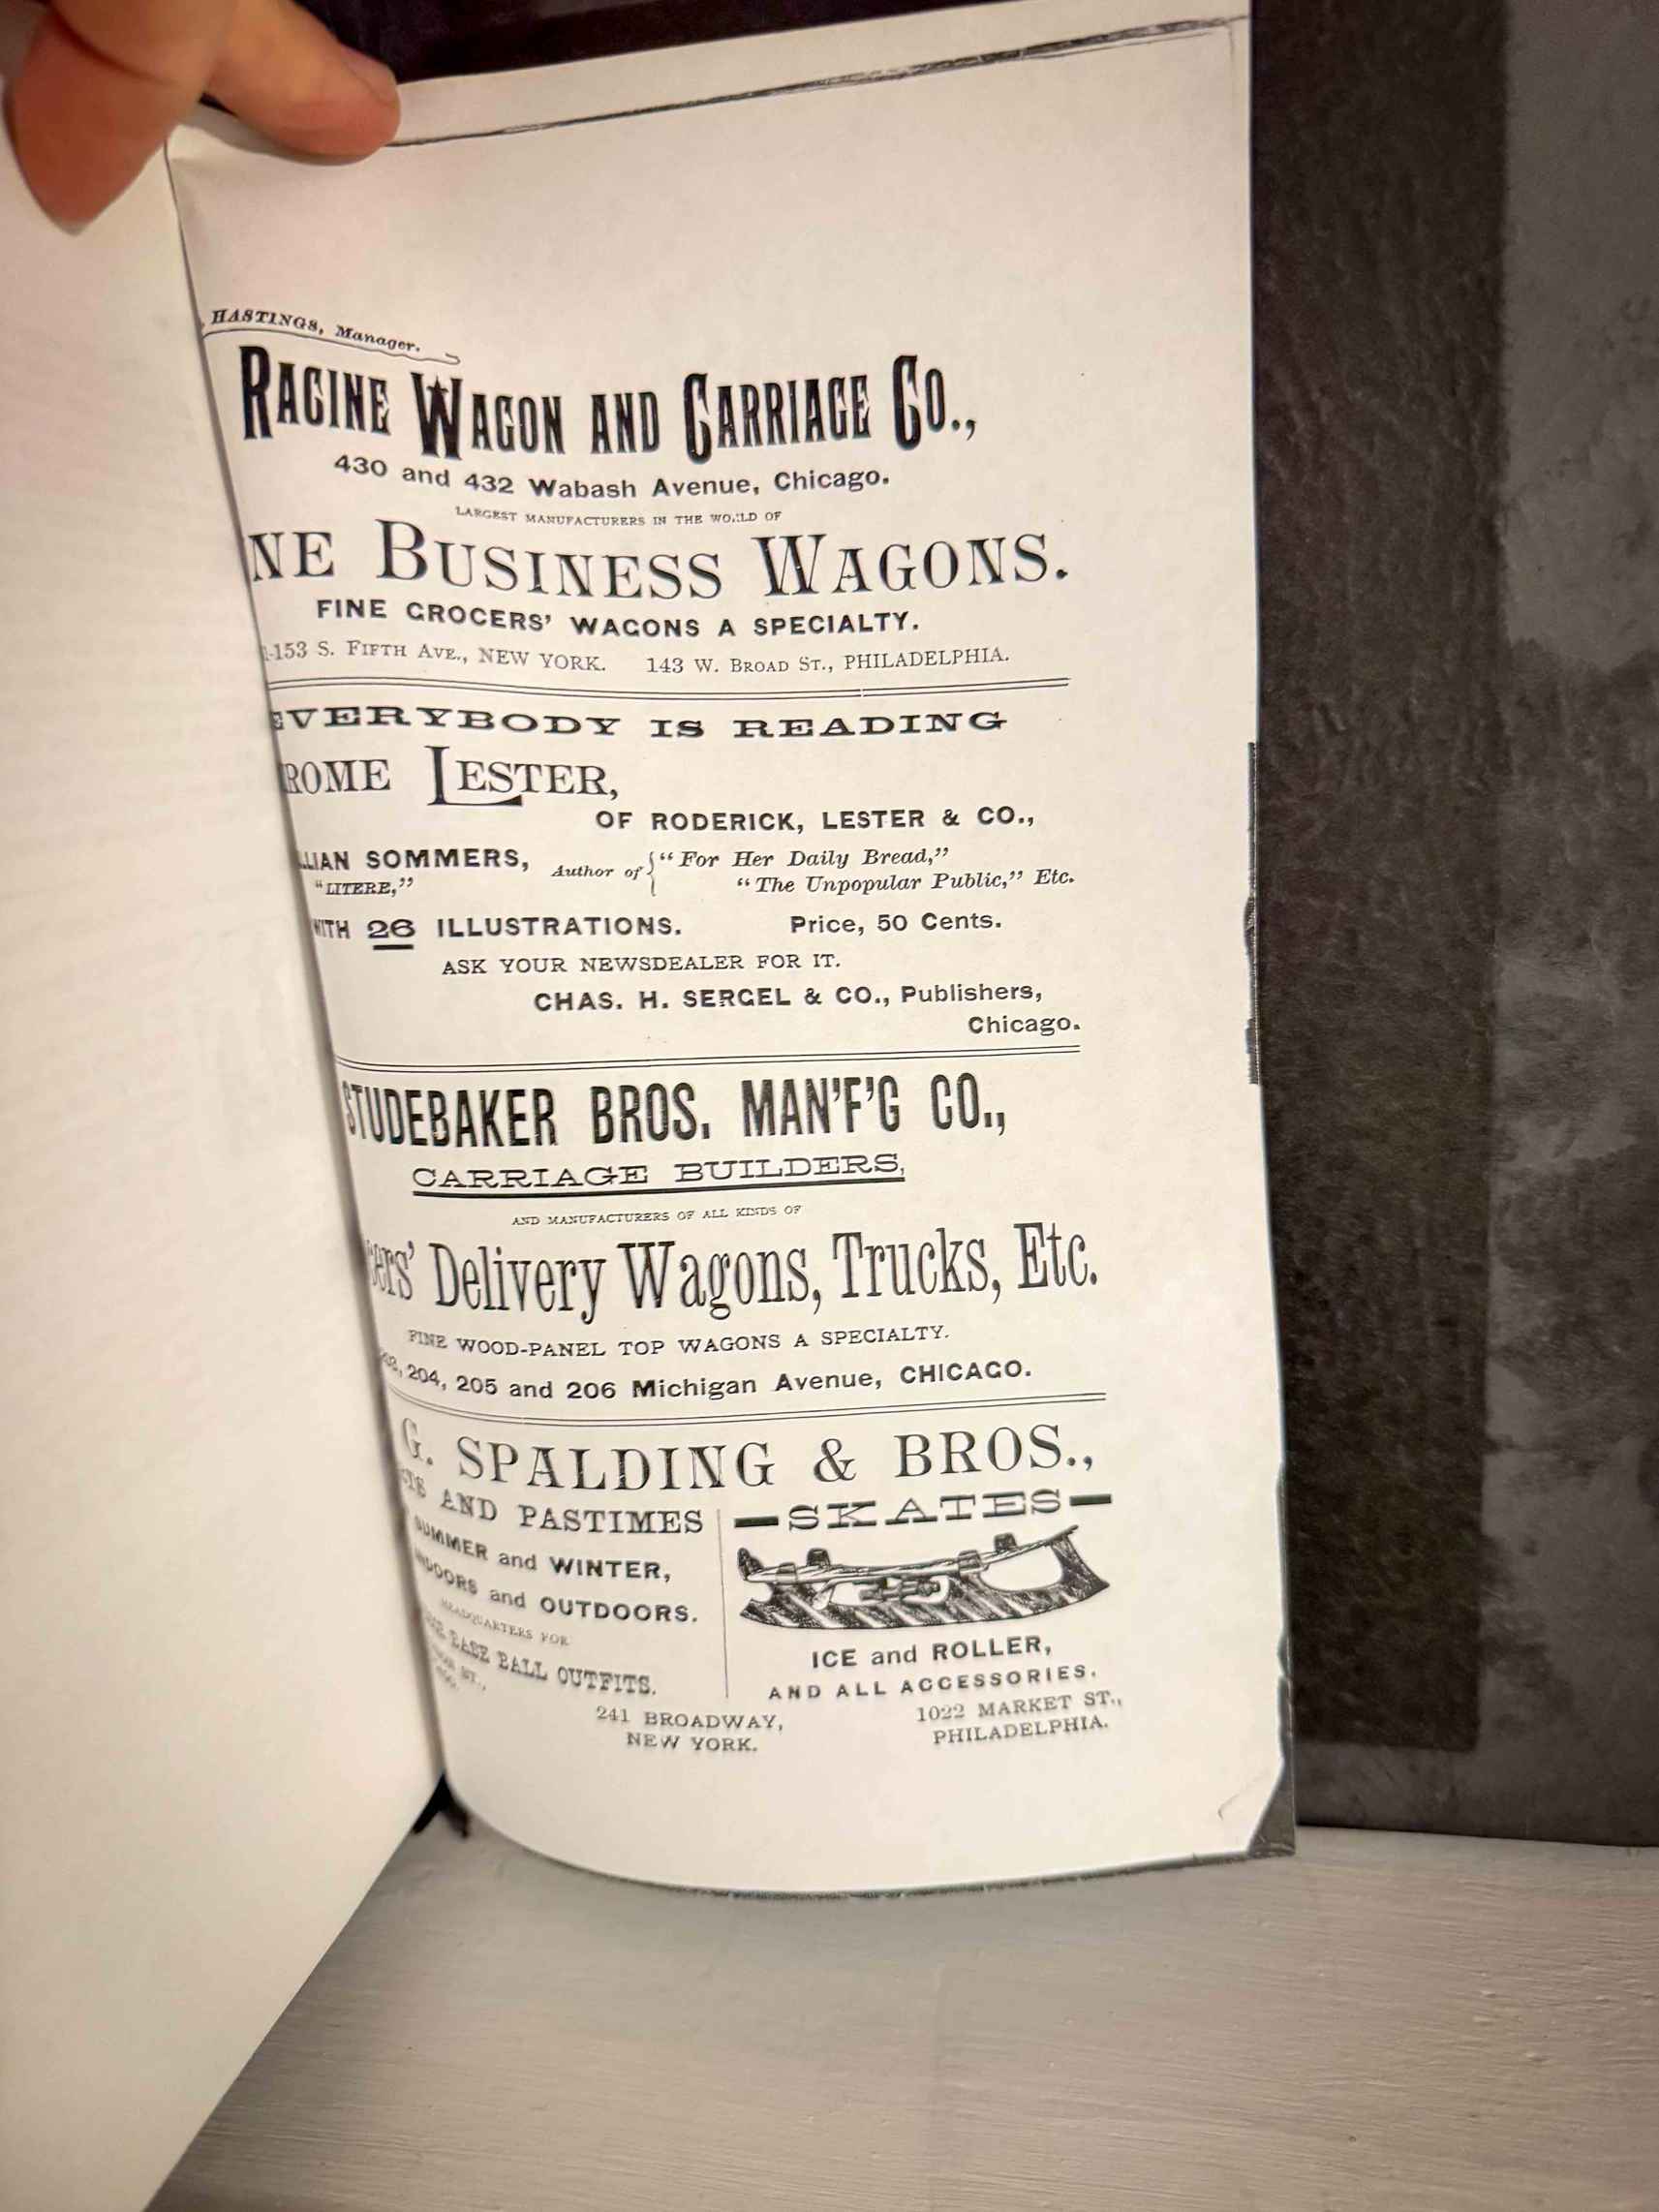 HASTINGS, Manager.
RACINE WAGON AND CARRIAGE CO.,
430 and 432 Wabash Avenue, Chicago.
LARGEST MANUFACTURERS IN THE WORLD OF
NE BUSINESS WAGONS.
FINE GROCERS' WAGONS A SPECIALTY.
-153 S. FIFTH AVE., NEW YORK. 143 W. BROAD ST., PHILADELPHIA.
EVERYBODY IS READING
ROME LESTER,
OF RODERICK, LESTER & CO.,
LIAN SOMMERS, Author of { "For Her Daily Bread,"
"LITERE," "The Unpopular Public," Etc.
WITH 26 ILLUSTRATIONS. Price, 50 Cents.
ASK YOUR NEWSDEALER FOR IT.
CHAS. H. SERGEL & CO., Publishers,
Chicago.
STUDEBAKER BROS. MAN'F'G CO.,
CARRIAGE BUILDERS,
AND MANUFACTURERS OF ALL KINDS OF
ers' Delivery Wagons, Trucks, Etc.
FINE WOOD-PANEL TOP WAGONS A SPECIALTY.
204, 205 and 206 Michigan Avenue, CHICAGO.
G. SPALDING & BROS.,
TS AND PASTIMES
SUMMER and WINTER,
INDOORS and OUTDOORS.
HEADQUARTERS FOR
BASE BALL OUTFITS.
—SKATES—
ICE and ROLLER,
AND ALL ACCESSORIES.
241 BROADWAY,
NEW YORK.
1022 MARKET ST.,
PHILADELPHIA.